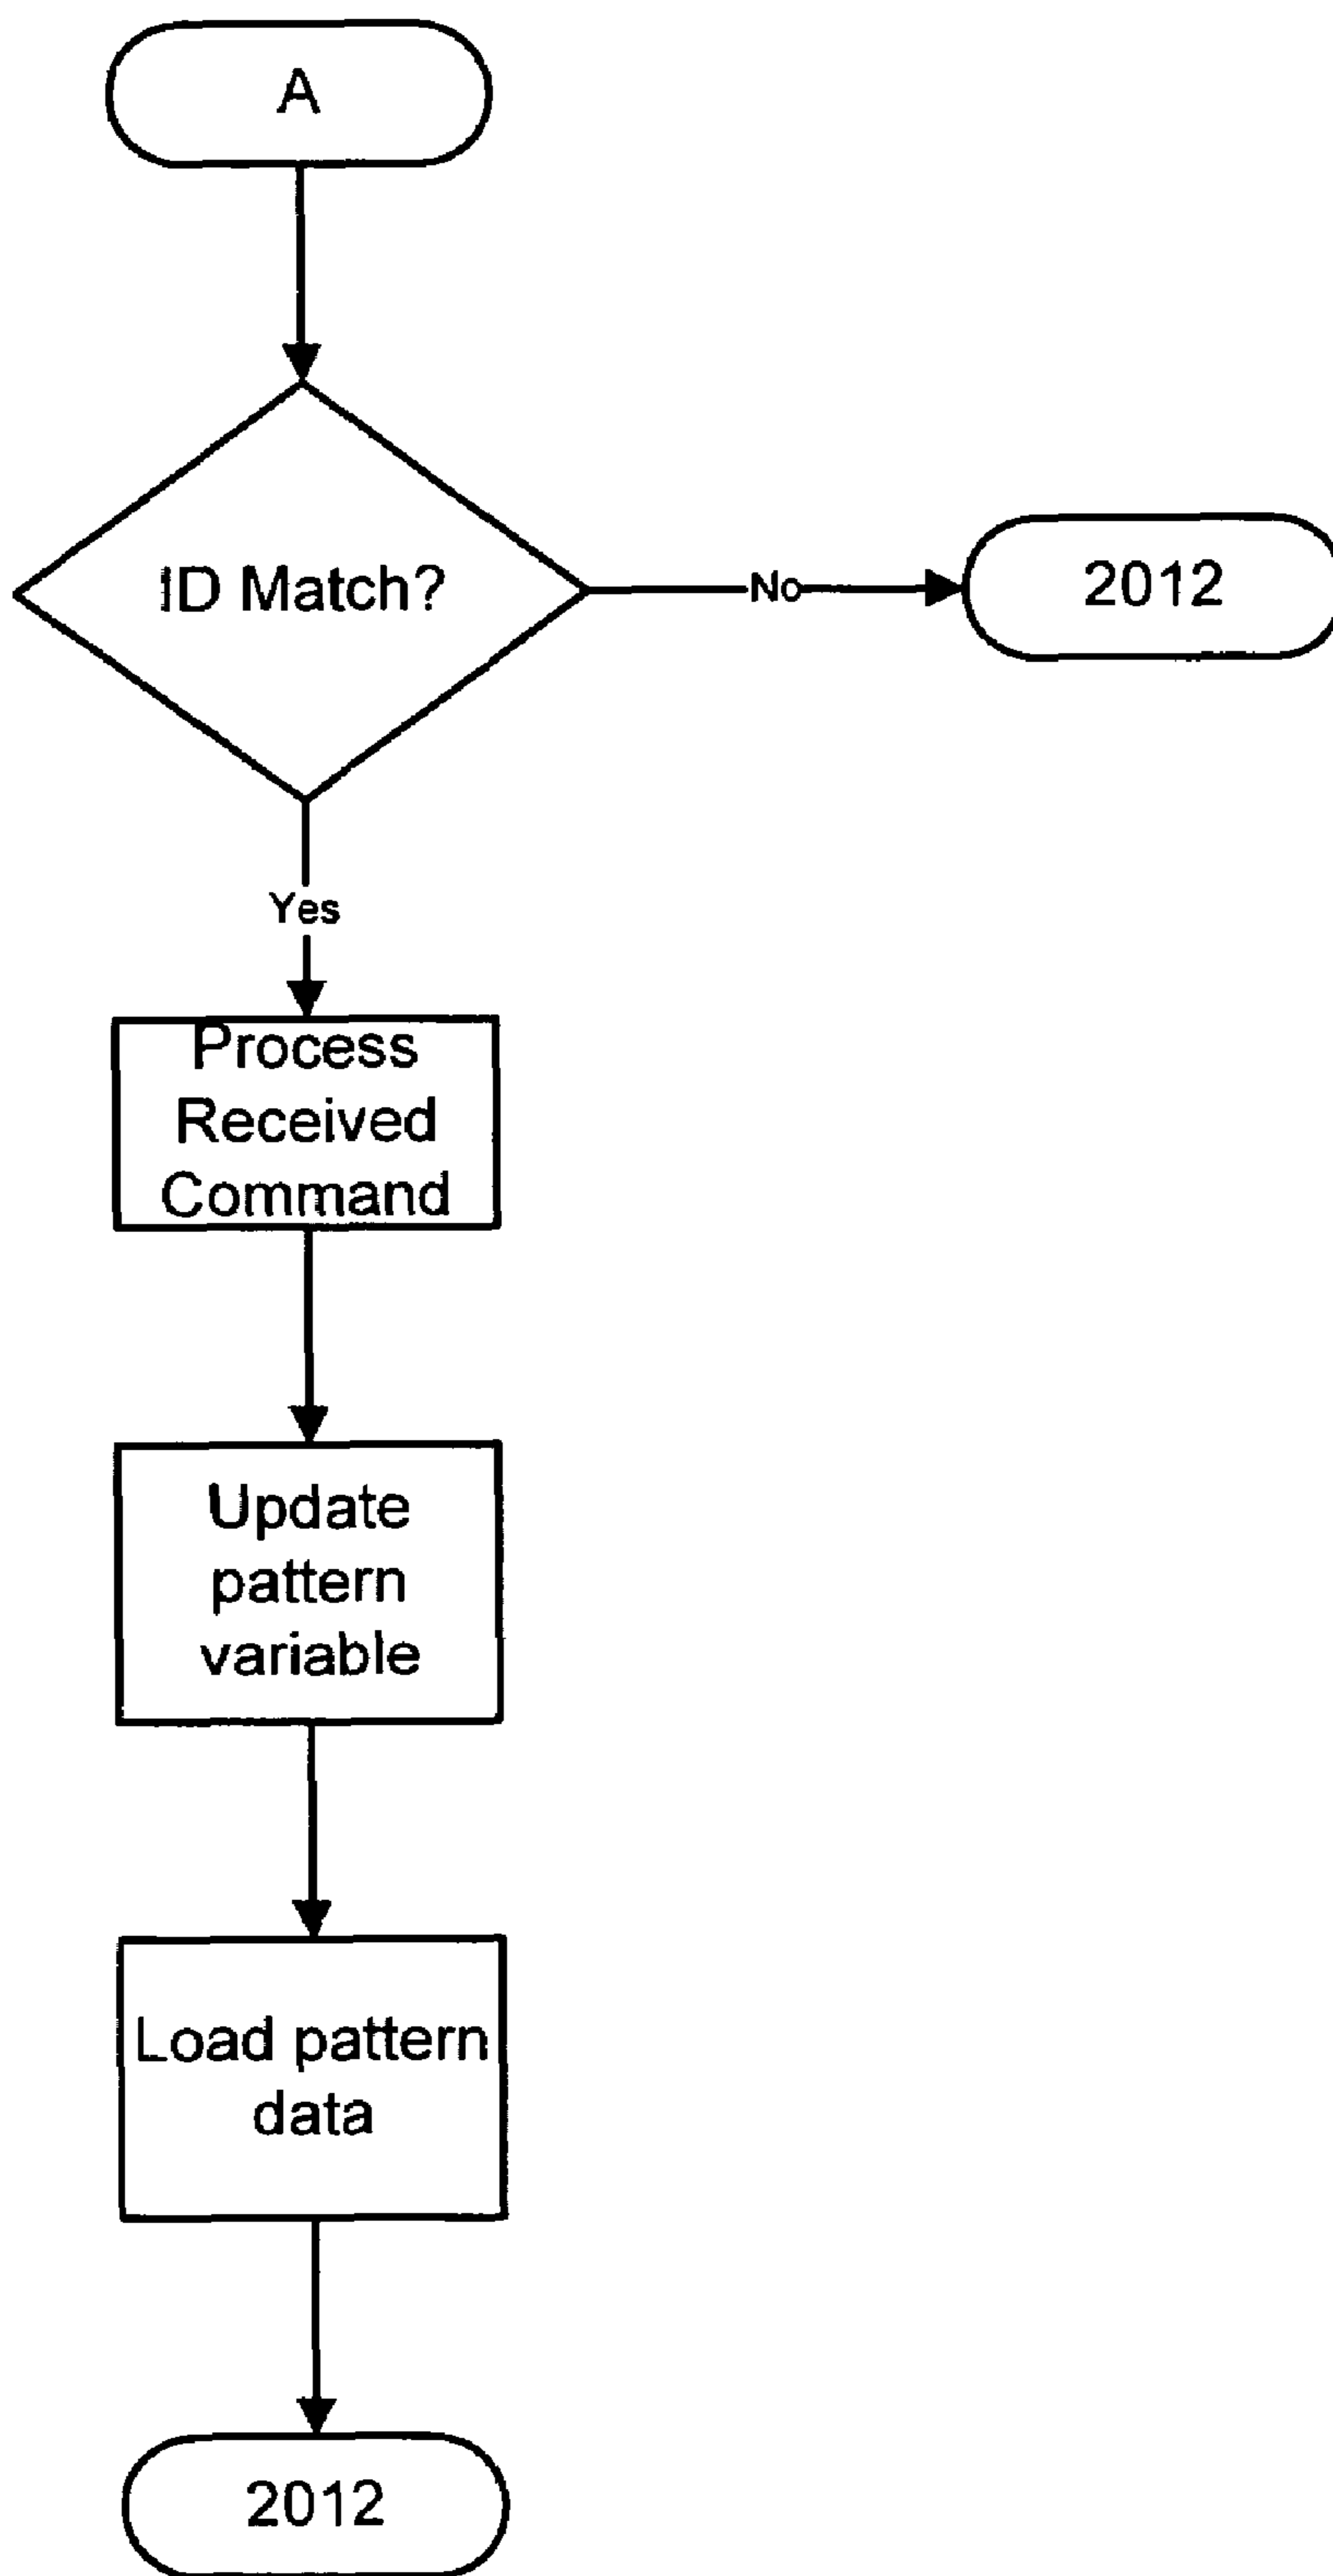 A
ID Match?
No
2012
Yes
Process
Received
Command
Update
pattern
variable
Load pattern
data
2012